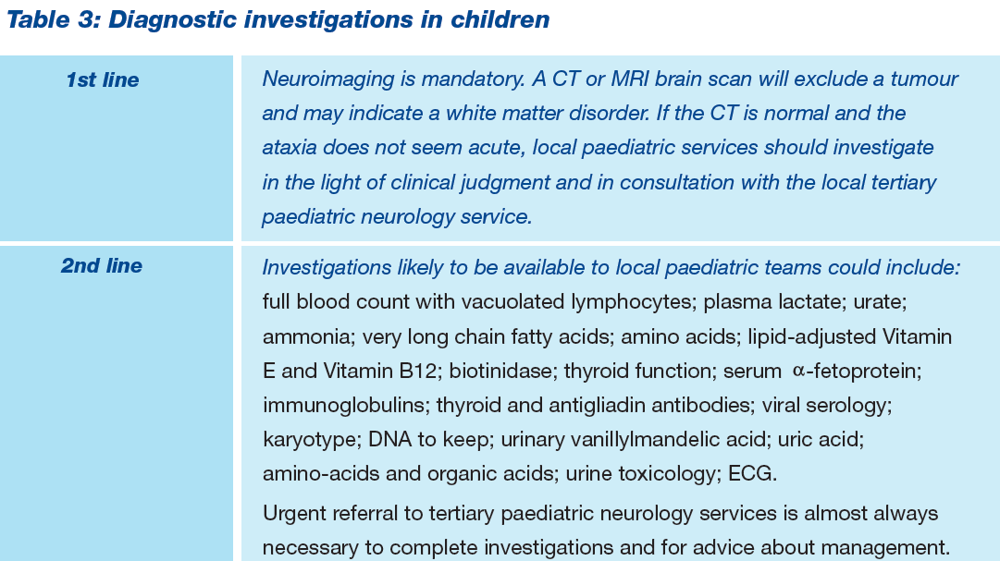 Table 3: Diagnostic investigations in children
1st line
Neuroimaging is mandatory. A CT or MRI brain scan will exclude a tumour
and may indicate a white matter disorder. If the CT is normal and the
ataxia does not seem acute, local paediatric services should investigate
in the light of clinical judgment and in consultation with the local tertiary
paediatric neurology service.
2nd line
Investigations likely to be available to local paediatric teams could include:
full blood count with vacuolated lymphocytes; plasma lactate; urate;
ammonia; very long chain fatty acids; amino acids; lipid-adjusted Vitamin
E and Vitamin B12; biotinidase; thyroid function; serum α-fetoprotein;
immunoglobulins; thyroid and antigliadin antibodies; viral serology;
karyotype; DNA to keep; urinary vanillylmandelic acid; uric acid;
amino-acids and organic acids; urine toxicology; ECG.
Urgent referral to tertiary paediatric neurology services is almost always
necessary to complete investigations and for advice about management.